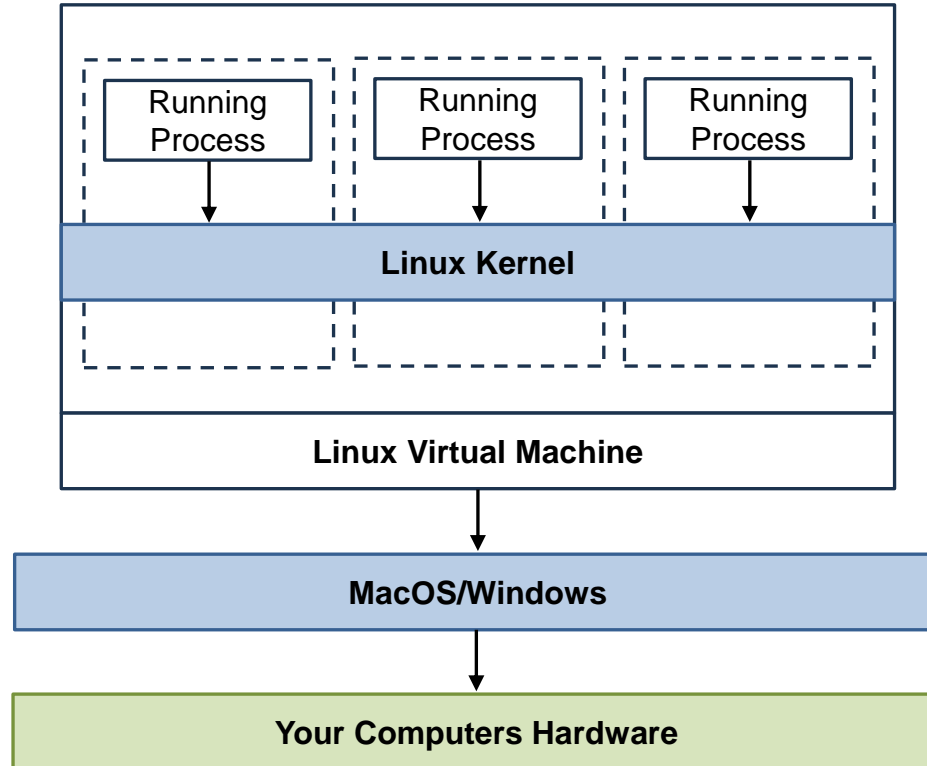 Running
Process
Running
Process
Running
Process
Linux Kernel
Linux Virtual Machine
MacOS/Windows
Your Computers Hardware